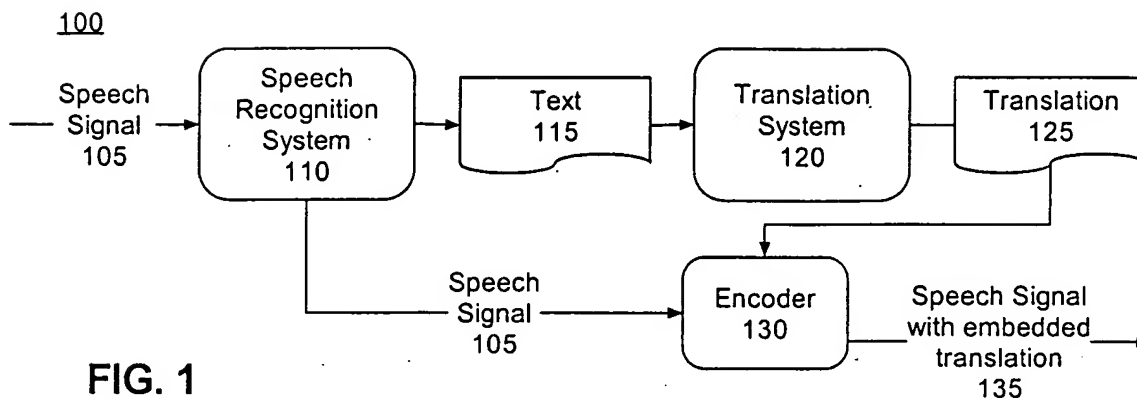 100
Speech
Signal
105
Speech
Recognition
System
110
Text
115
Translation
System
120
Translation
125
Speech
Signal
105
Encoder
130
Speech Signal
with embedded
translation
135
FIG. 1